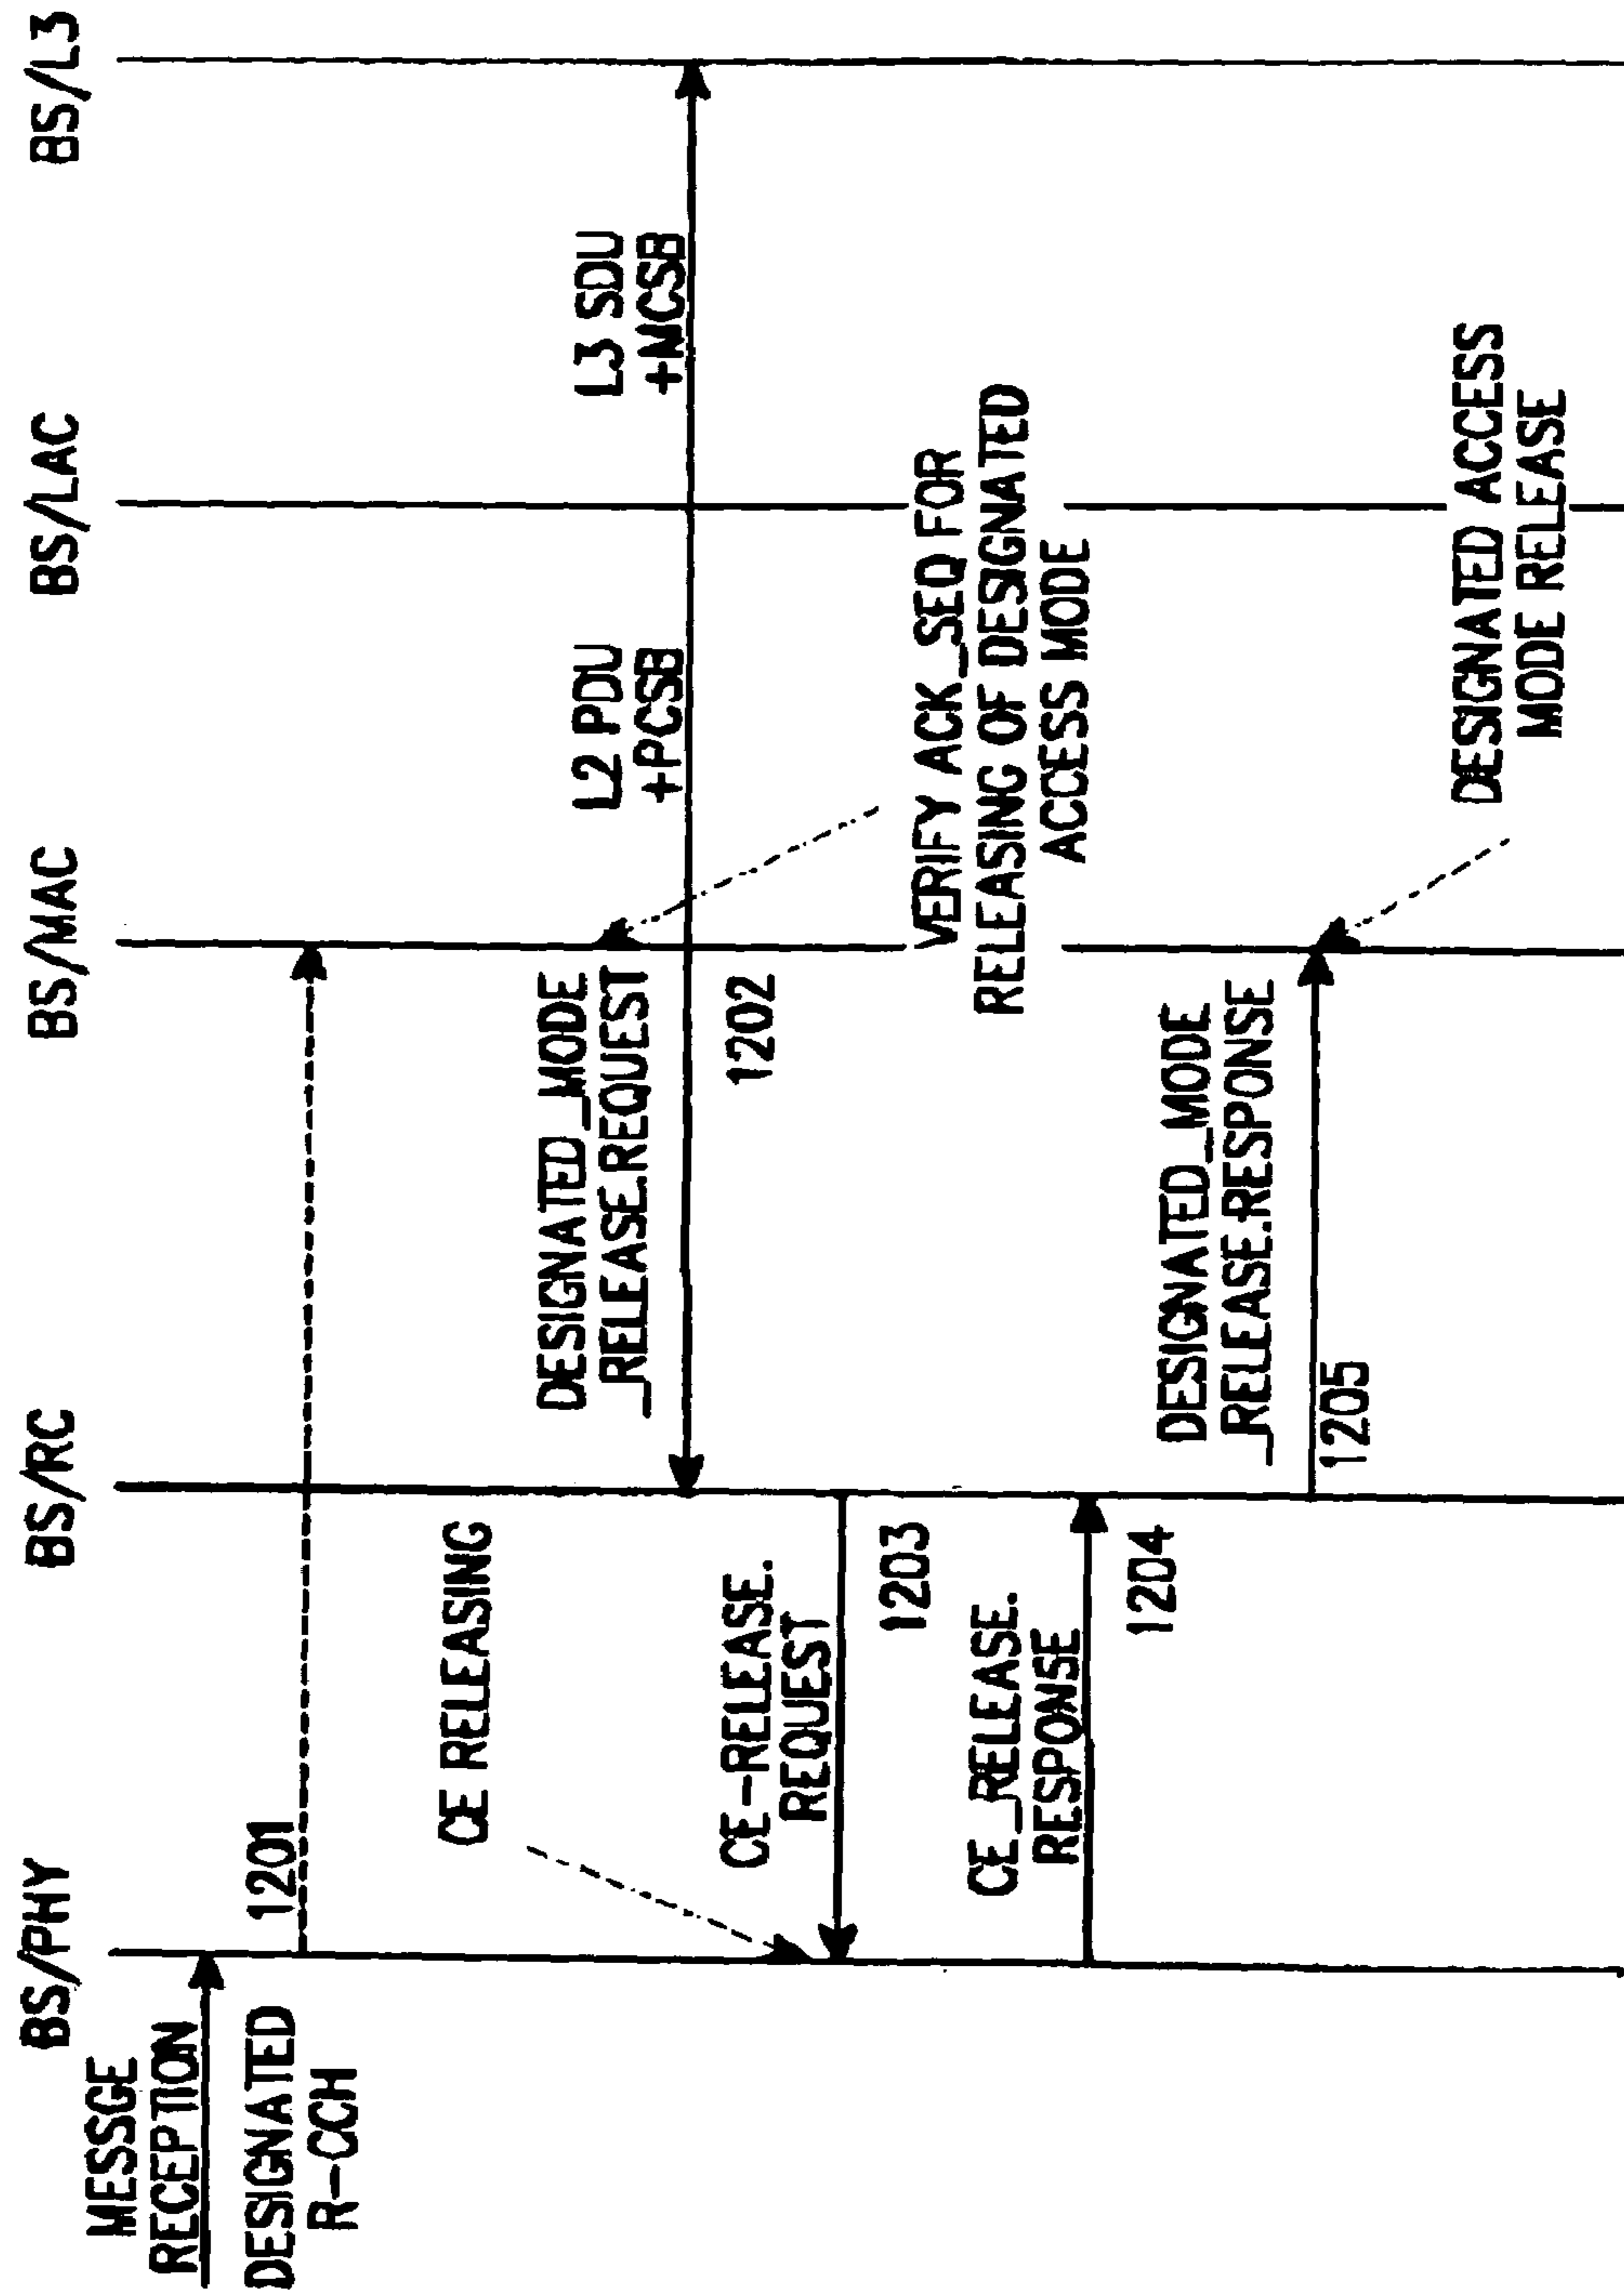 BS/PHY
BS/RC
BS/MAC
BS/LAC
BS/L3
MESSGE
RECEPTION
DESIGNATED
R-CCH
1201
CE RELEASING
DESIGNATED_MODE
_RELEASE.REQUEST
L2 PDU
+PCSB
L3 SDU
+NCSB
1202
CE-RELEASE.
REQUEST
1203
VERIFY ACK_SEQ FOR
RELEASING OF DESIGNATED
ACCESS MODE
CE_RELEASE.
RESPONSE
1204
DESIGNATED_MODE
_RELEASE.RESPONSE
1205
DESIGNATED ACCESS
MODE RELEASE